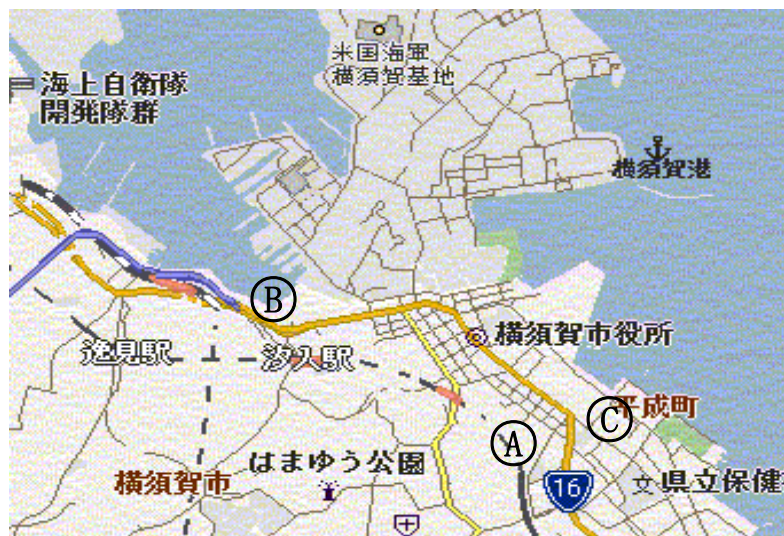 米国海軍
横須賀基地
海上自衛隊
開発隊群
横須賀港
B
横須賀市役所
逸見駅
汐入駅
平成町
C
A
はまゆう公園
横須賀市
16
文 県立保健